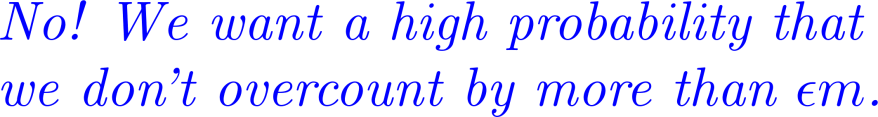 No! We want a high probability that
we don't overcount by more than ϵm.